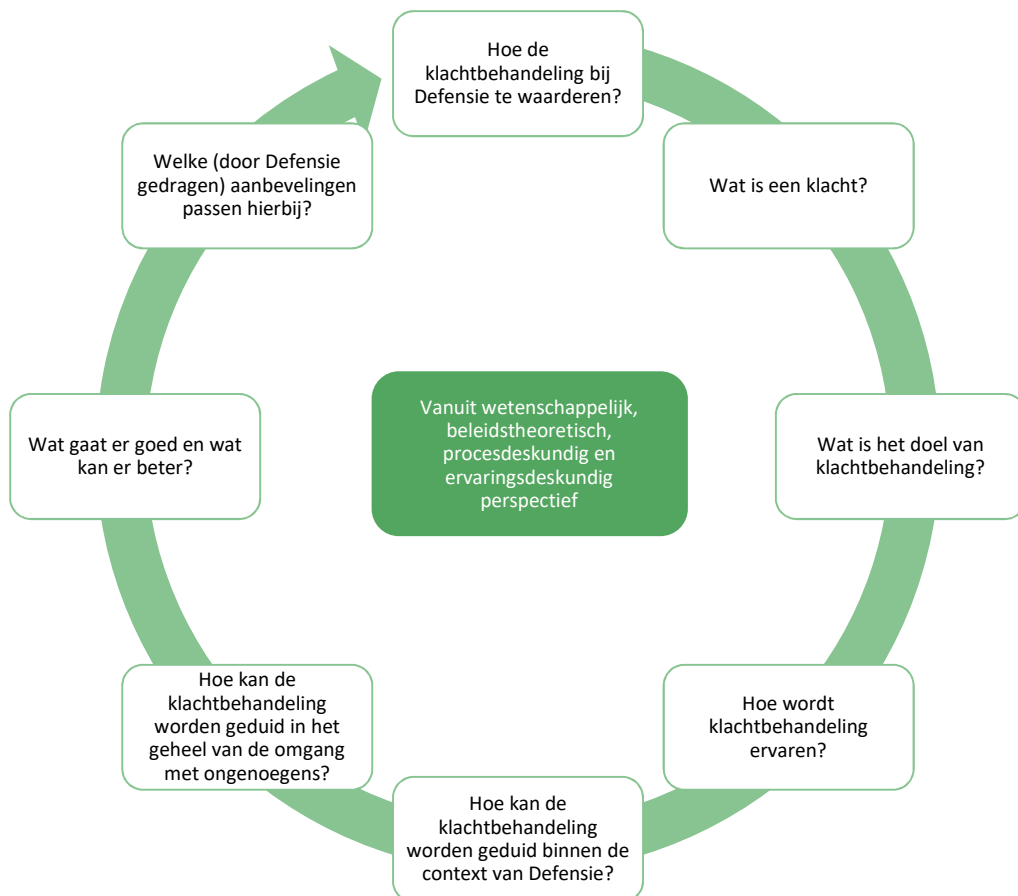 Hoe de
klachtbehandeling bij
Defensie te waarderen?
Wat is een klacht?
Wat is het doel van
klachtbehandeling?
Hoe wordt
klachtbehandeling
ervaren?
Hoe kan de
klachtbehandeling
worden geduid binnen de
context van Defensie?
Hoe kan de
klachtbehandeling
worden geduid in het
geheel van de omgang
met ongenoegens?
Wat gaat er goed en wat
kan er beter?
Welke (door Defensie
gedragen) aanbevelingen
passen hierbij?
Vanuit wetenschappelijk,
beleidstheoretisch,
procesdeskundig en
ervaringsdeskundig
perspectief